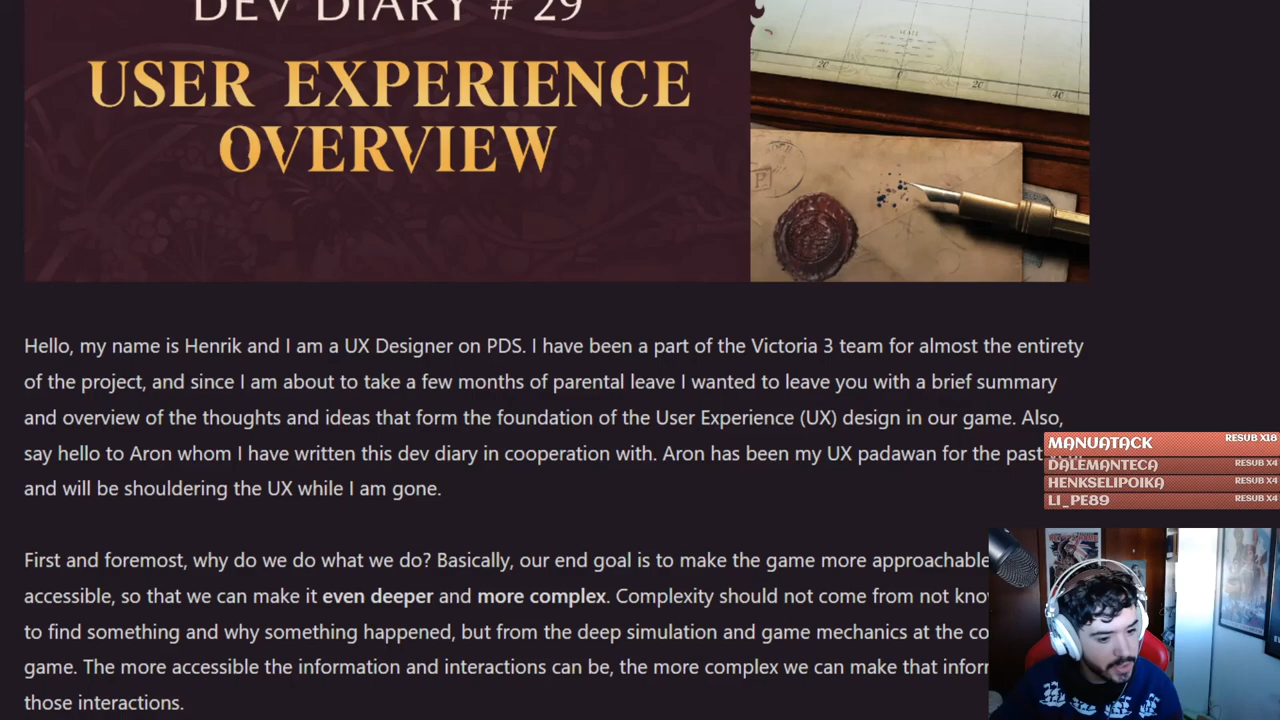 DEV DIARY # 29
USER EXPERIENCE
OVERVIEW
Hello, my name is Henrik and I am a UX Designer on PDS. I have been a part of the Victoria 3 team for almost the entirety
of the project, and since I am about to take a few months of parental leave I wanted to leave you with a brief summary
and overview of the thoughts and ideas that form the foundation of the User Experience (UX) design in our game. Also,
say hello to Aron whom I have written this dev diary in cooperation with. Aron has been my UX padawan for the past
and will be shouldering the UX while I am gone.
First and foremost, why do we do what we do? Basically, our end goal is to make the game more approachable
accessible, so that we can make it even deeper and more complex. Complexity should not come from not kno
to find something and why something happened, but from the deep simulation and game mechanics at the co
game. The more accessible the information and interactions can be, the more complex we can make that infor
those interactions.
MANUATACK RESUB X18
DALEMANTECA RESUB X4
HENKSELIPOIKA RESUB X4
LI_PE89 RESUB X4
20
0
20
40